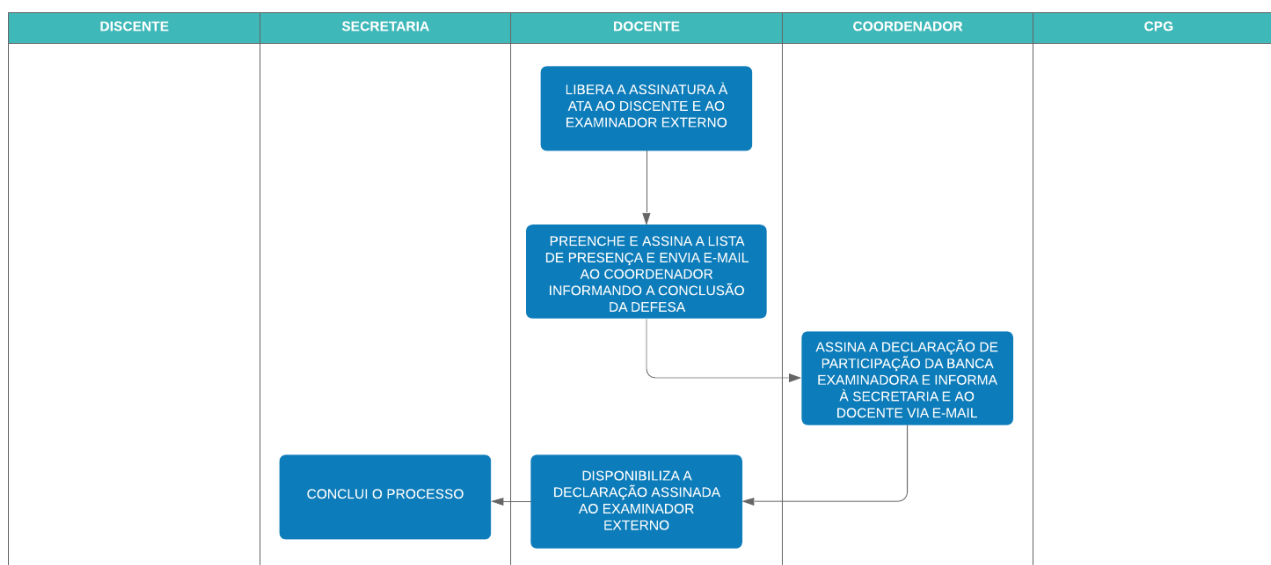 DISCENTE
SECRETARIA
DOCENTE
COORDENADOR
CPG
LIBERA A ASSINATURA À
ATA AO DISCENTE E AO
EXAMINADOR EXTERNO
PREENCHE E ASSINA A LISTA
DE PRESENÇA E ENVIA E-MAIL
AO COORDENADOR
INFORMANDO A CONCLUSÃO
DA DEFESA
ASSINA A DECLARAÇÃO DE
PARTICIPAÇÃO DA BANCA
EXAMINADORA E INFORMA
À SECRETARIA E AO
DOCENTE VIA E-MAIL
DISPONIBILIZA A
DECLARAÇÃO ASSINADA
AO EXAMINADOR
EXTERNO
CONCLUI O PROCESSO